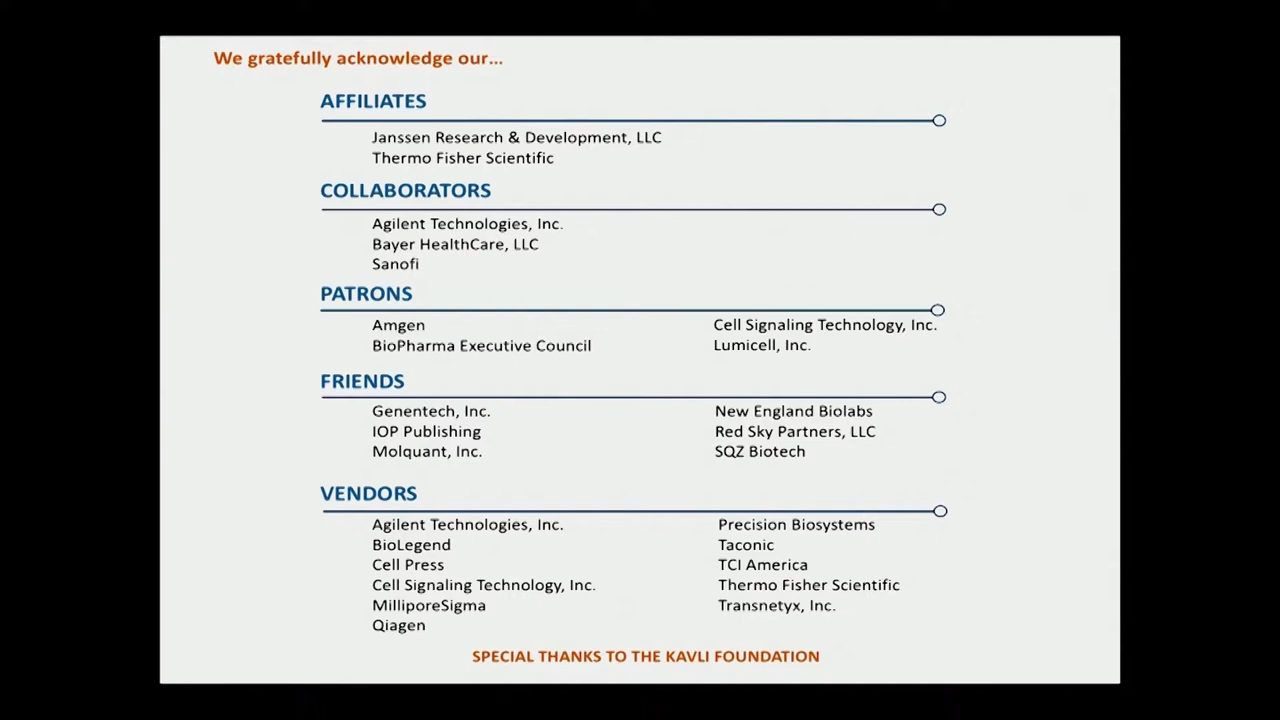 We gratefully acknowledge our...
AFFILIATES
Janssen Research & Development, LLC
Thermo Fisher Scientific
COLLABORATORS
Agilent Technologies, Inc.
Bayer HealthCare, LLC
Sanofi
PATRONS
Amgen
BioPharma Executive Council
Cell Signaling Technology, Inc.
Lumicell, Inc.
FRIENDS
Genentech, Inc.
IOP Publishing
Molquant, Inc.
New England Biolabs
Red Sky Partners, LLC
SQZ Biotech
VENDORS
Agilent Technologies, Inc.
BioLegend
Cell Press
Cell Signaling Technology, Inc.
MilliporeSigma
Qiagen
Precision Biosystems
Taconic
TCI America
Thermo Fisher Scientific
Transnetyx, Inc.
SPECIAL THANKS TO THE KAVLI FOUNDATION